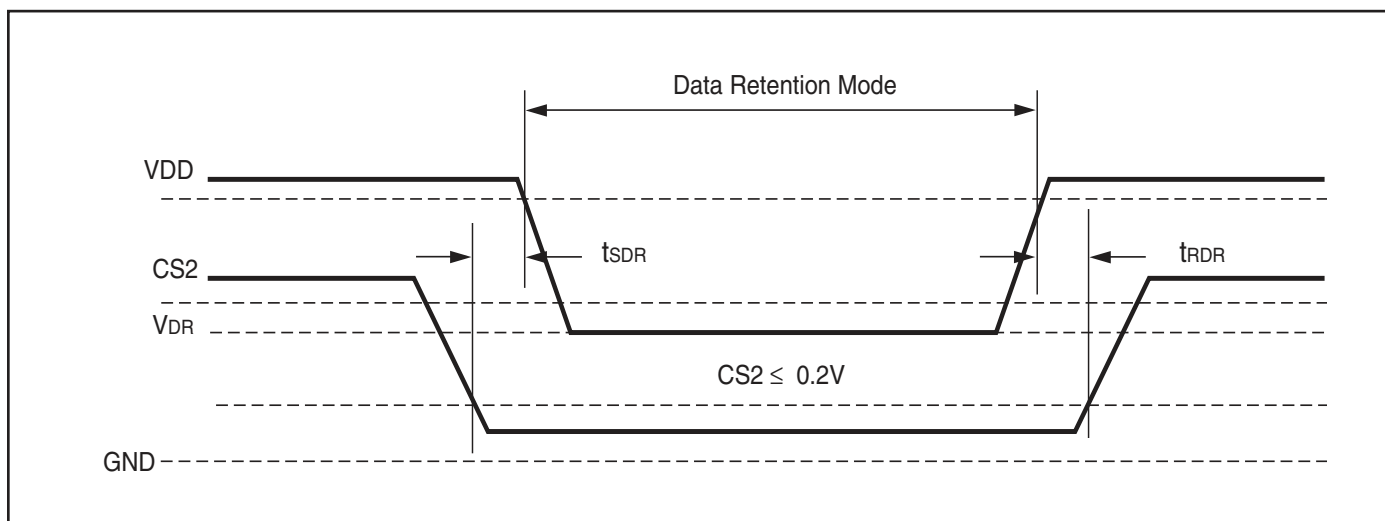 Data Retention Mode
VDD
tSDR
tRDR
CS2
VDR
CS2 ≤ 0.2V
GND